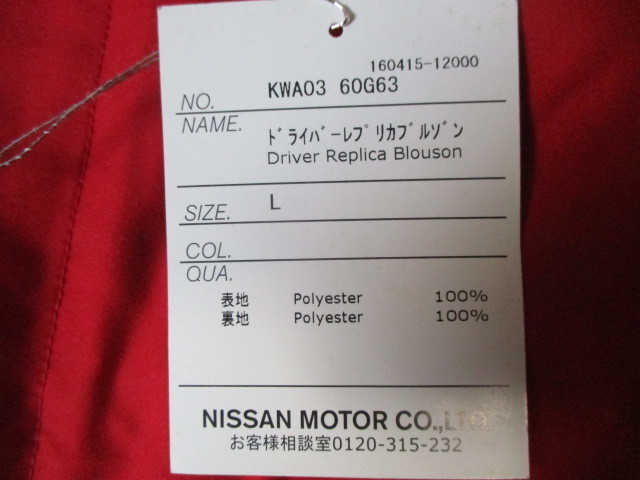 160415-12000
NO. KWA03 60G63
NAME. ﾄﾞﾗｲﾊﾞｰﾚﾌﾟﾘｶﾌﾞﾙｿﾞﾝ
Driver Replica Blouson
SIZE. L
COL.
QUA.
表地 Polyester 100%
裏地 Polyester 100%
NISSAN MOTOR CO.,LTD.
お客様相談室0120-315-232